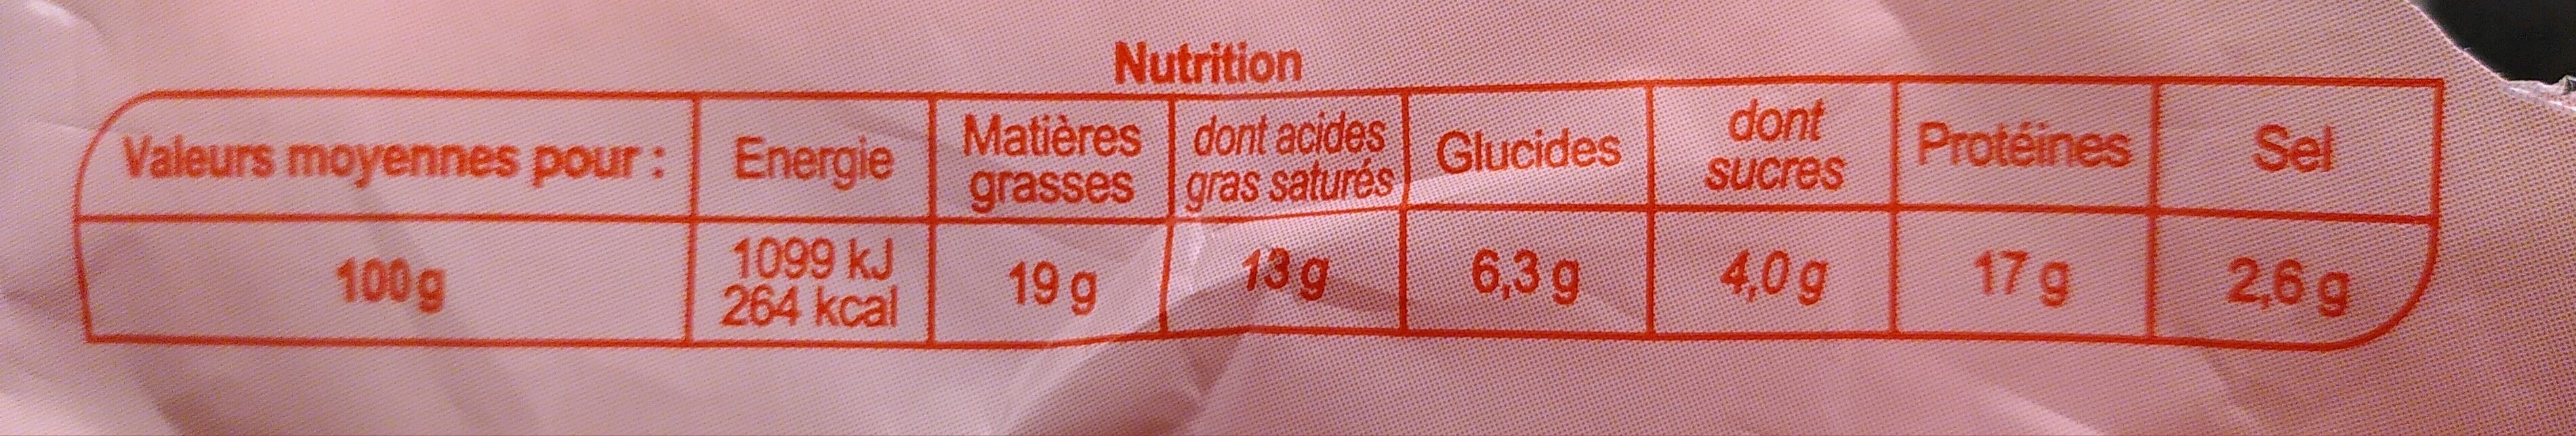 Nutrition
Valeurs moyennes pour : Energie Matières grasses dont acides gras saturés Glucides dont sucres Protéines Sel
100g 1099 kJ 264 kcal 19 g 13 g 6,3 g 4,0 g 17 g 2,6 g